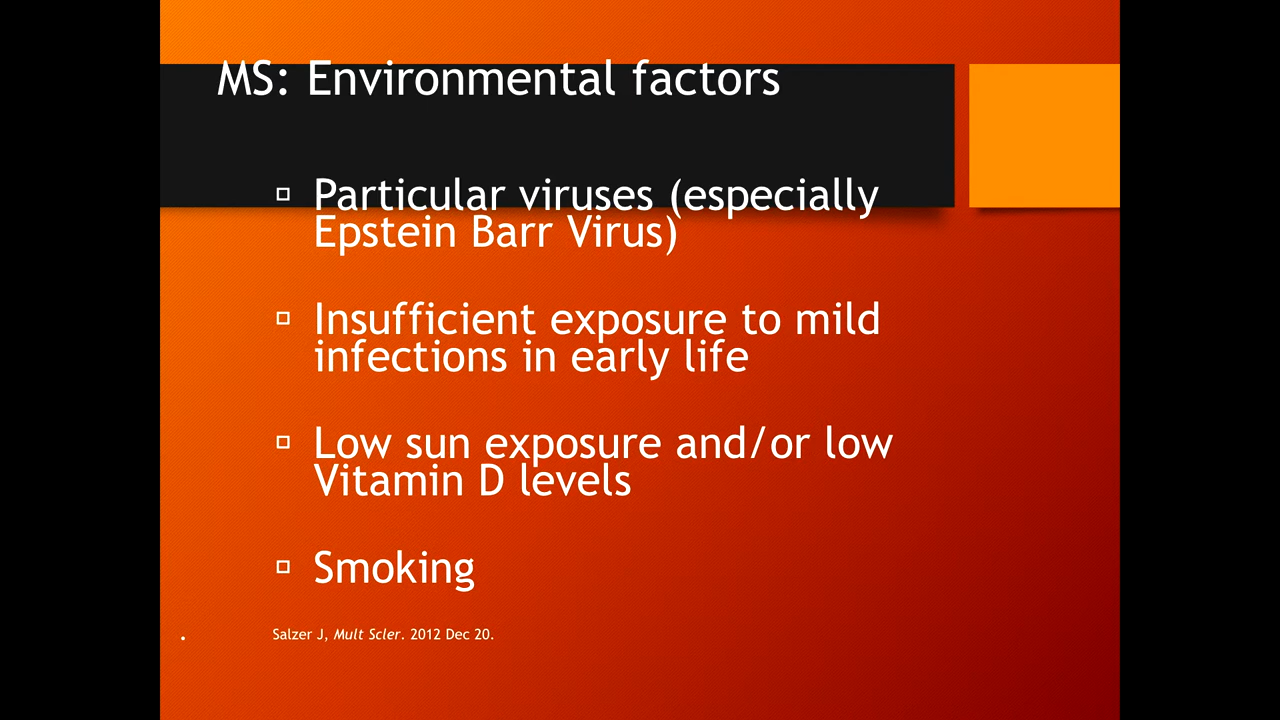 MS: Environmental factors
Particular viruses (especially
Epstein Barr Virus)
Insufficient exposure to mild
infections in early life
Low sun exposure and/or low
Vitamin D levels
Smoking
. Salzer J, Mult Scler. 2012 Dec 20.